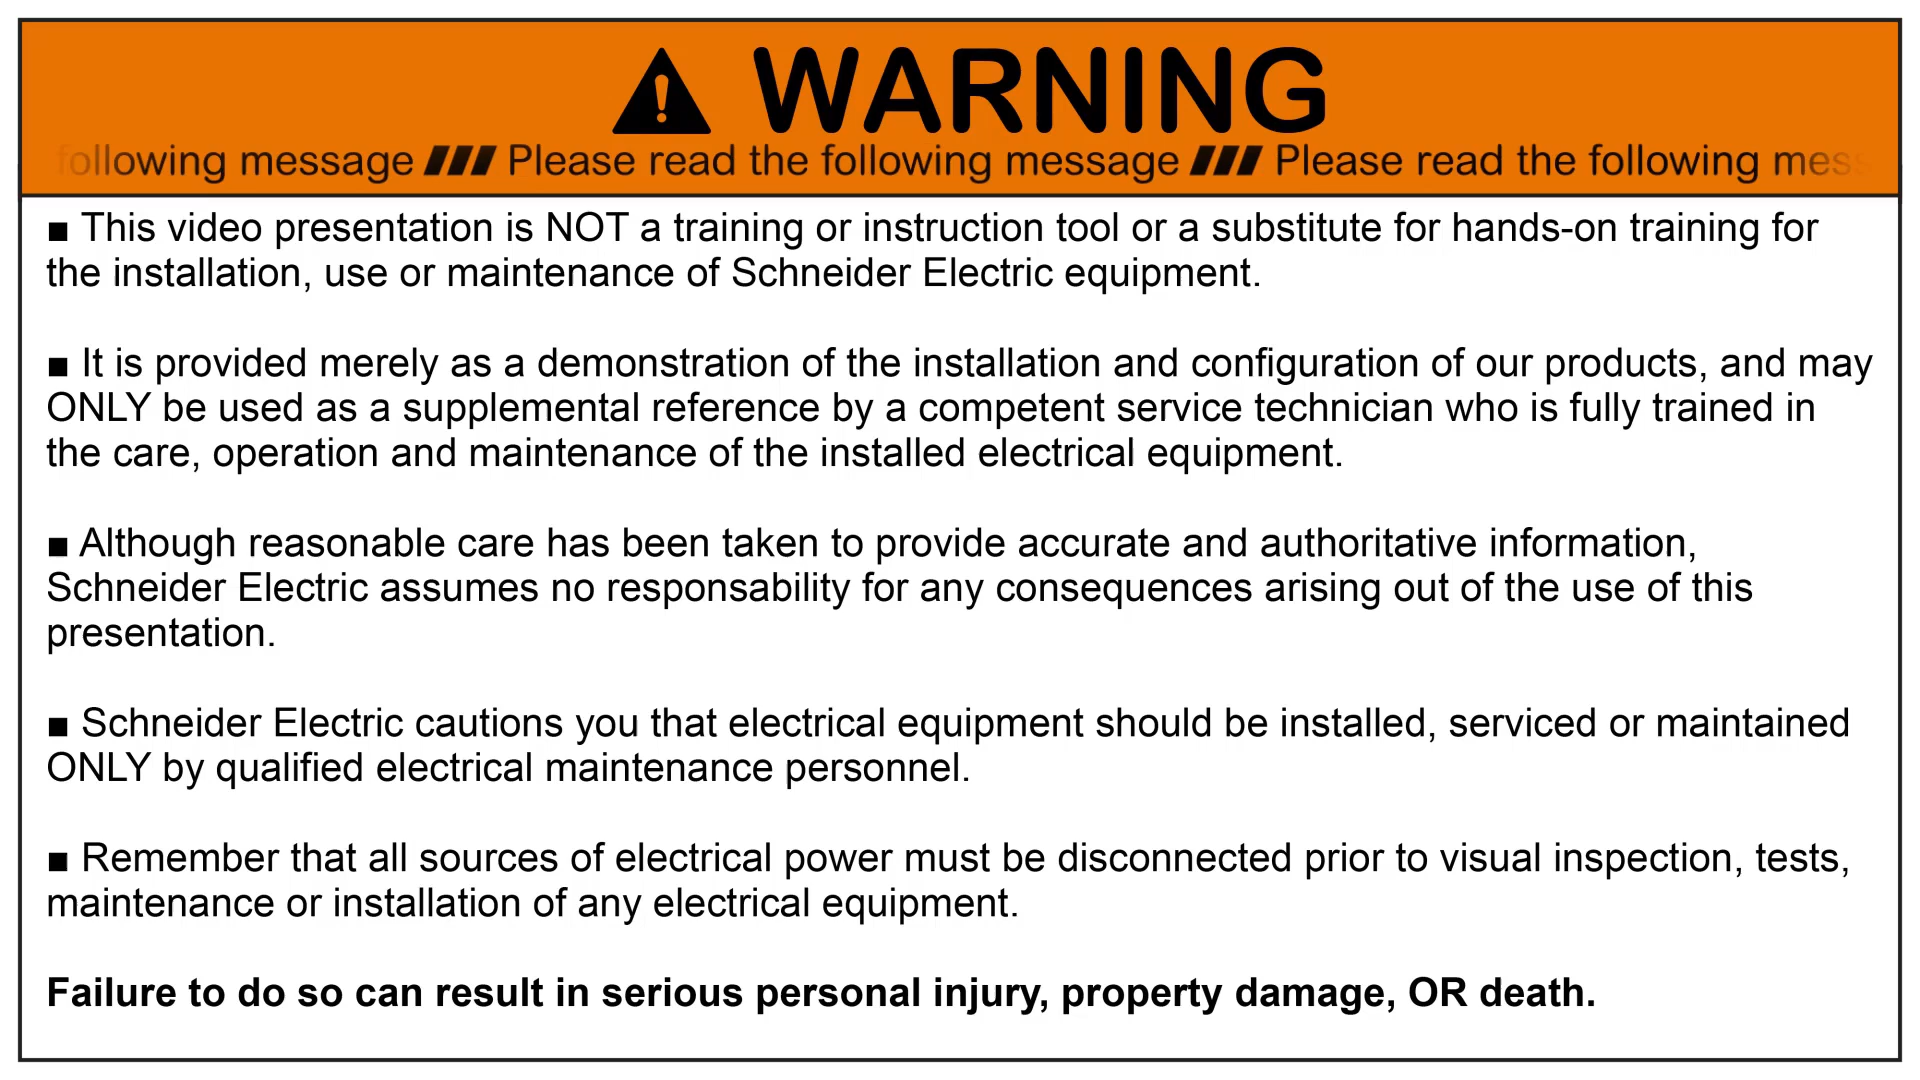 WARNING
following message /// Please read the following message /// Please read the following mess
■ This video presentation is NOT a training or instruction tool or a substitute for hands-on training for
the installation, use or maintenance of Schneider Electric equipment.
■ It is provided merely as a demonstration of the installation and configuration of our products, and may
ONLY be used as a supplemental reference by a competent service technician who is fully trained in
the care, operation and maintenance of the installed electrical equipment.
■ Although reasonable care has been taken to provide accurate and authoritative information,
Schneider Electric assumes no responsability for any consequences arising out of the use of this
presentation.
■ Schneider Electric cautions you that electrical equipment should be installed, serviced or maintained
ONLY by qualified electrical maintenance personnel.
■ Remember that all sources of electrical power must be disconnected prior to visual inspection, tests,
maintenance or installation of any electrical equipment.
Failure to do so can result in serious personal injury, property damage, OR death.